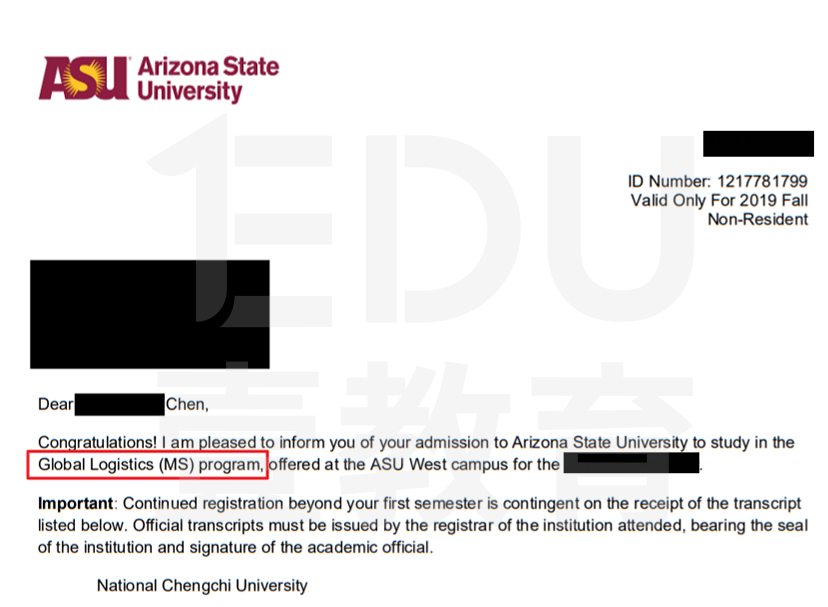 ASU Arizona State
University
ID Number: 1217781799
Valid Only For 2019 Fall
Non-Resident
1EDU
壹教育
Dear Chen,
Congratulations! I am pleased to inform you of your admission to Arizona State University to study in the
Global Logistics (MS) program, offered at the ASU West campus for the .
Important: Continued registration beyond your first semester is contingent on the receipt of the transcript
listed below. Official transcripts must be issued by the registrar of the institution attended, bearing the seal
of the institution and signature of the academic official.
National Chengchi University